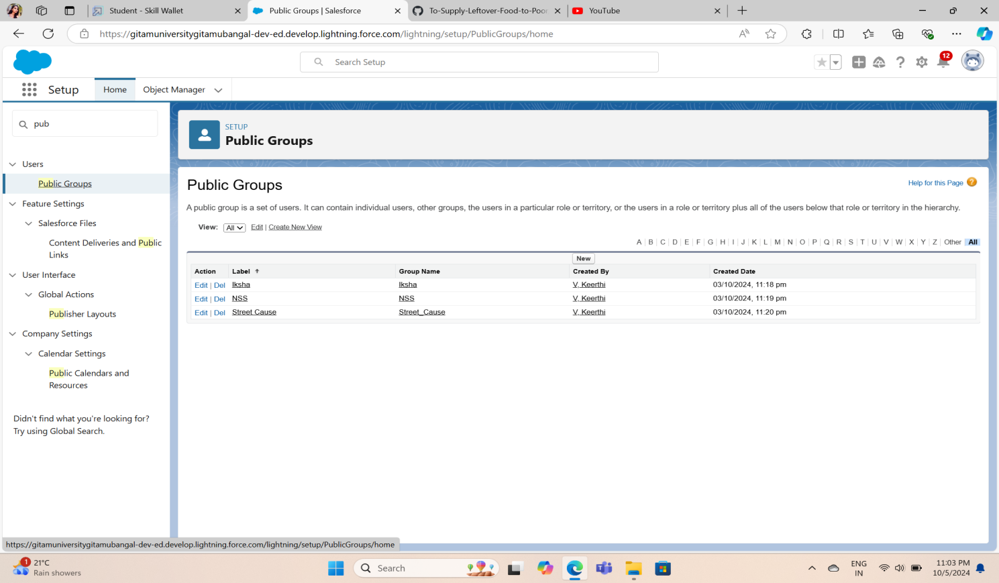 Student - Skill Wallet
Public Groups | Salesforce
To-Supply-Leftover-Food-to-Poor
YouTube
https://gitamuniversitygitamubangal-dev-ed.develop.lightning.force.com/lightning/setup/PublicGroups/home
Search Setup
12
Setup
Home
Object Manager
pub
Users
Public Groups
Feature Settings
Salesforce Files
Content Deliveries and Public
Links
User Interface
Global Actions
Publisher Layouts
Company Settings
Calendar Settings
Public Calendars and
Resources
Didn't find what you're looking for?
Try using Global Search.
SETUP
Public Groups
Public Groups
Help for this Page
A public group is a set of users. It can contain individual users, other groups, the users in a particular role or territory, or the users in a role or territory plus all of the users below that role or territory in the hierarchy.
View: All Edit | Create New View
A | B | C | D | E | F | G | H | I | J | K | L | M | N | O | P | Q | R | S | T | U | V | W | X | Y | Z | Other | All
New
Action Label Group Name Created By Created Date
Edit | Del Iksha Iksha V, Keerthi 03/10/2024, 11:18 pm
Edit | Del NSS NSS V, Keerthi 03/10/2024, 11:19 pm
Edit | Del Street Cause Street_Cause V, Keerthi 03/10/2024, 11:20 pm
https://gitamuniversitygitamubangal-dev-ed.develop.lightning.force.com/lightning/setup/PublicGroups/home
1
21°C
Rain showers
Search
ENG
IN
11:03 PM
10/5/2024